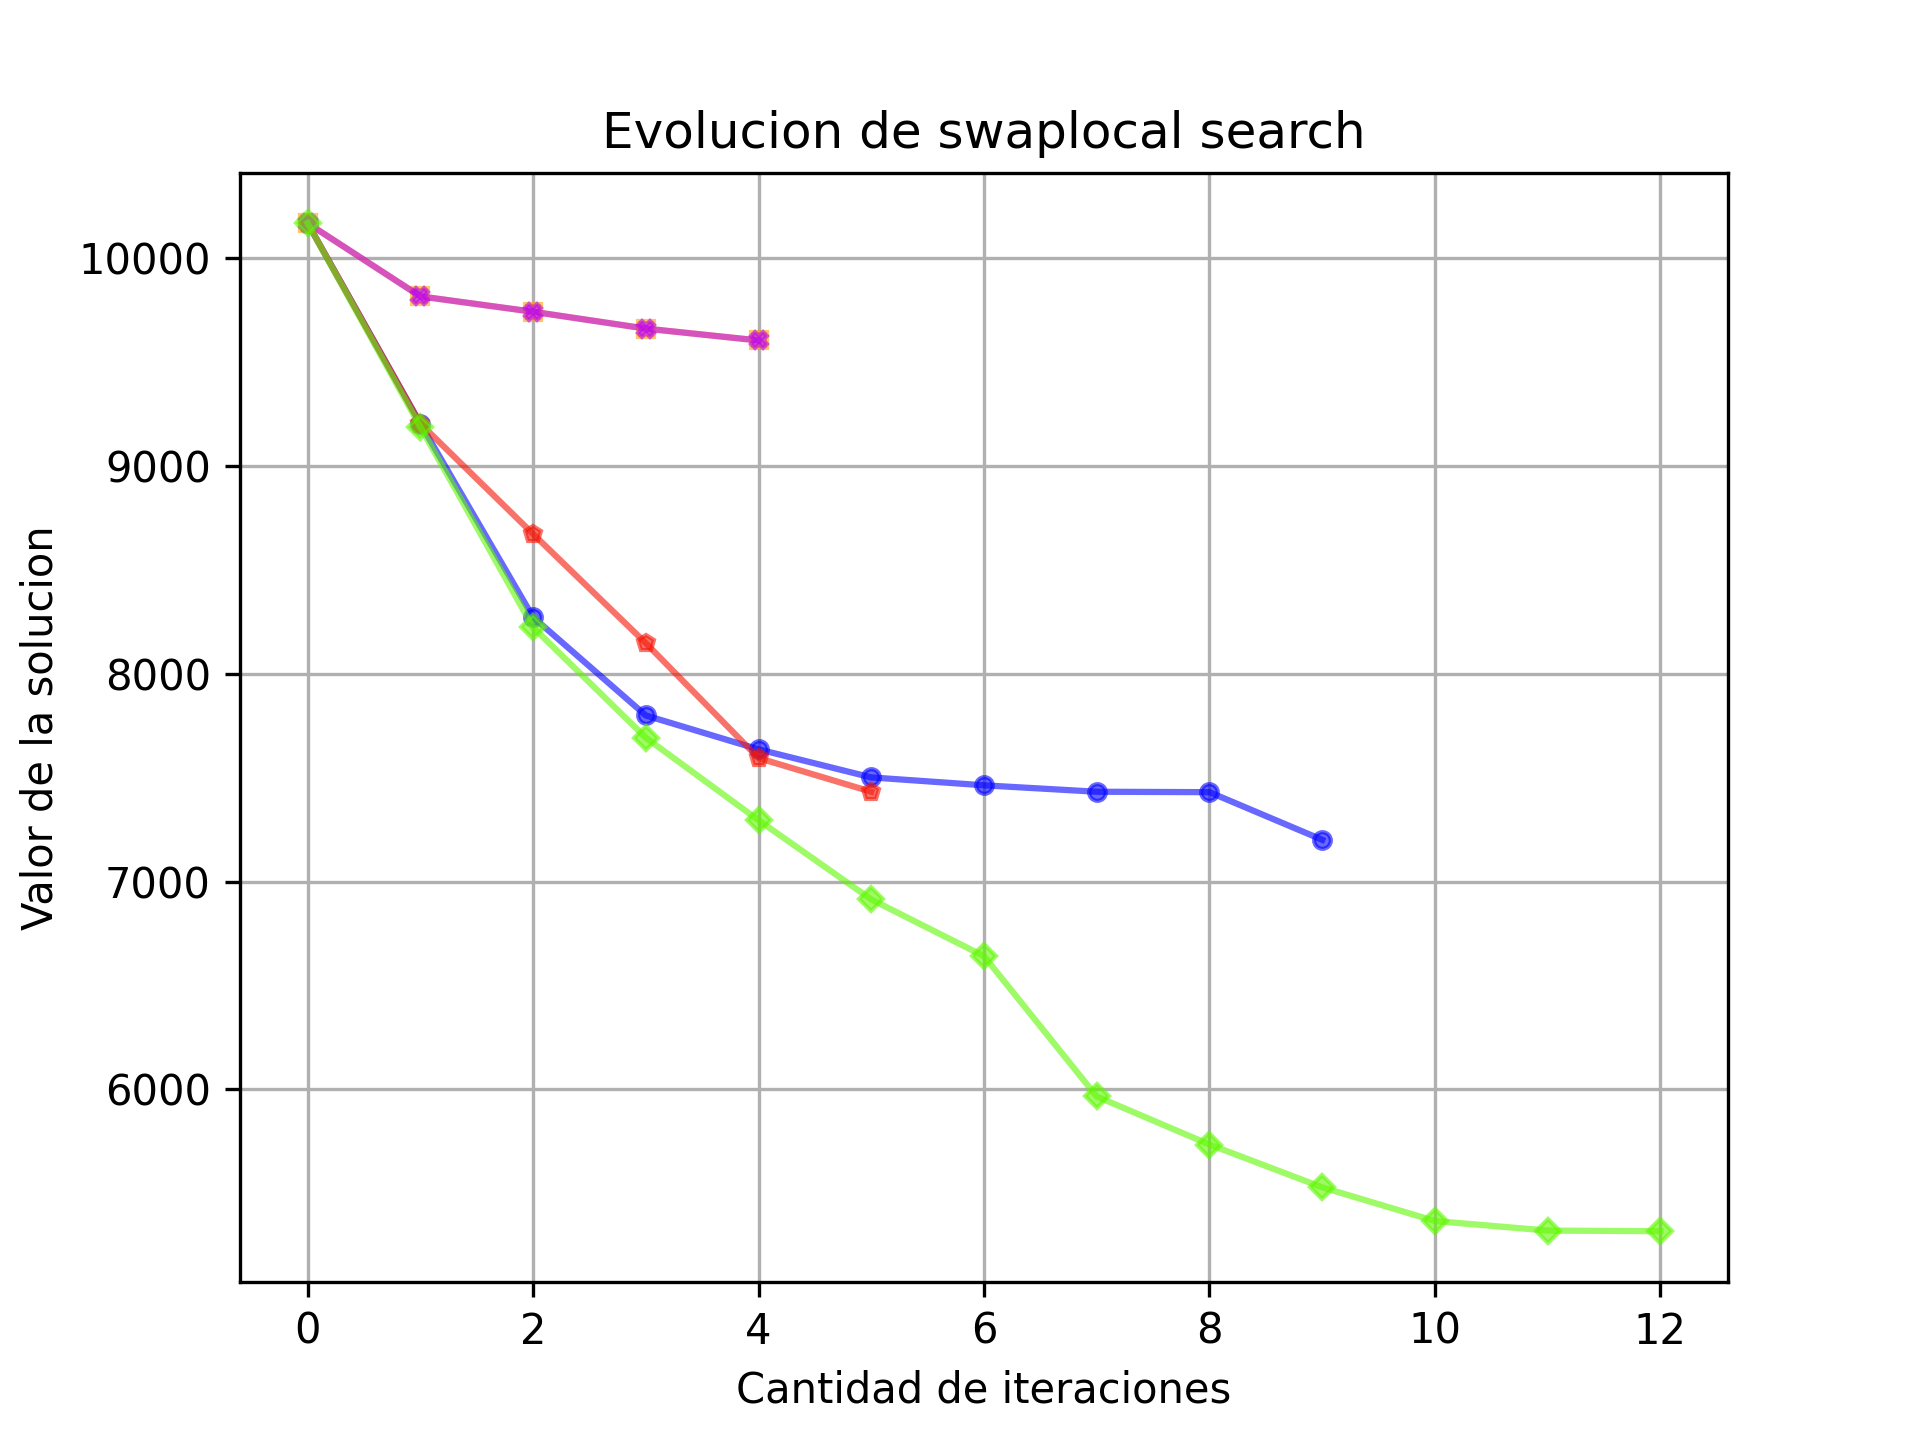 Evolucion de swaplocal search
Valor de la solucion
10000
9000
8000
7000
6000
0 2 4 6 8 10 12
Cantidad de iteraciones